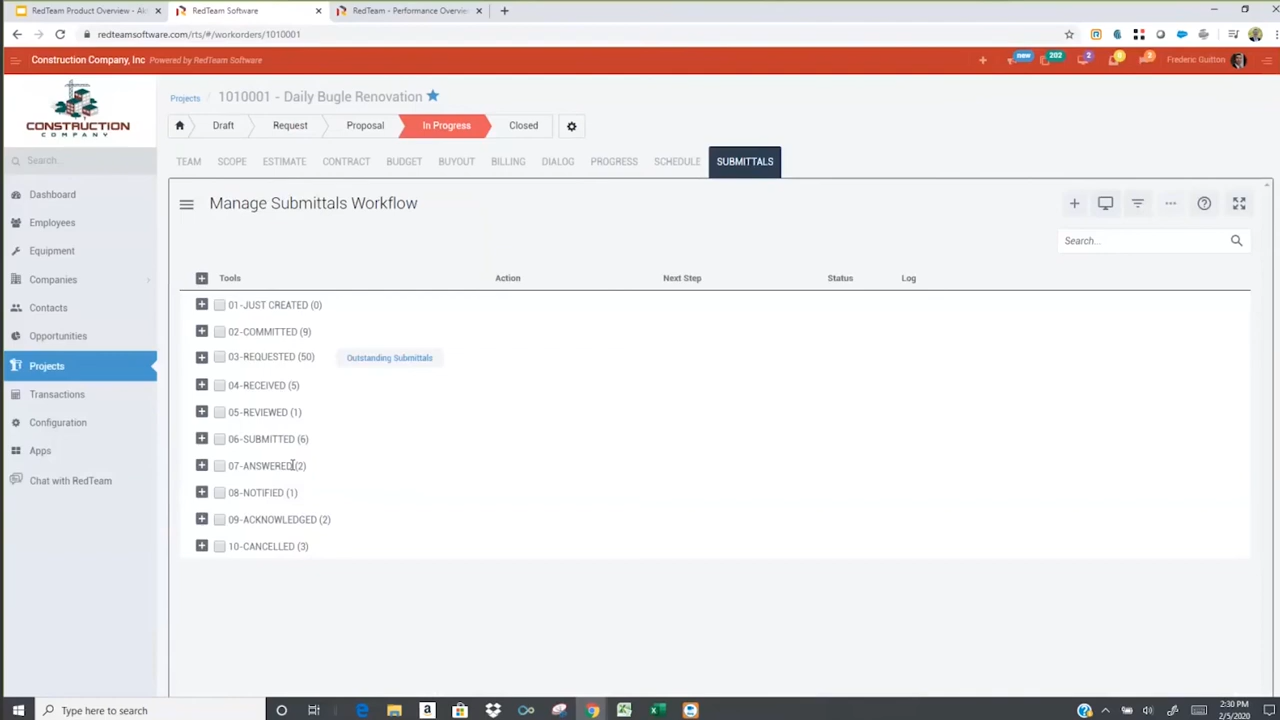 RedTeam Product Overview - Ak
RedTeam Software
RedTeam - Performance Overvie
redteamsoftware.com/rts/#/workorders/1010001
Construction Company, Inc Powered by RedTeam Software
new
202
2
Frederic Guitton
CONSTRUCTION
COMPANY
Projects / 1010001 - Daily Bugle Renovation
Draft Request Proposal In Progress Closed
Search...
TEAM SCOPE ESTIMATE CONTRACT BUDGET BUYOUT BILLING DIALOG PROGRESS SCHEDULE SUBMITTALS
Dashboard
Employees
Equipment
Companies
Contacts
Opportunities
Projects
Transactions
Configuration
Apps
Chat with RedTeam
Manage Submittals Workflow
Search...
Tools Action Next Step Status Log
01-JUST CREATED (0)
02-COMMITTED (9)
03-REQUESTED (50) Outstanding Submittals
04-RECEIVED (5)
05-REVIEWED (1)
06-SUBMITTED (6)
07-ANSWERED (2)
08-NOTIFIED (1)
09-ACKNOWLEDGED (2)
10-CANCELLED (3)
Type here to search
2:30 PM
2/5/2020